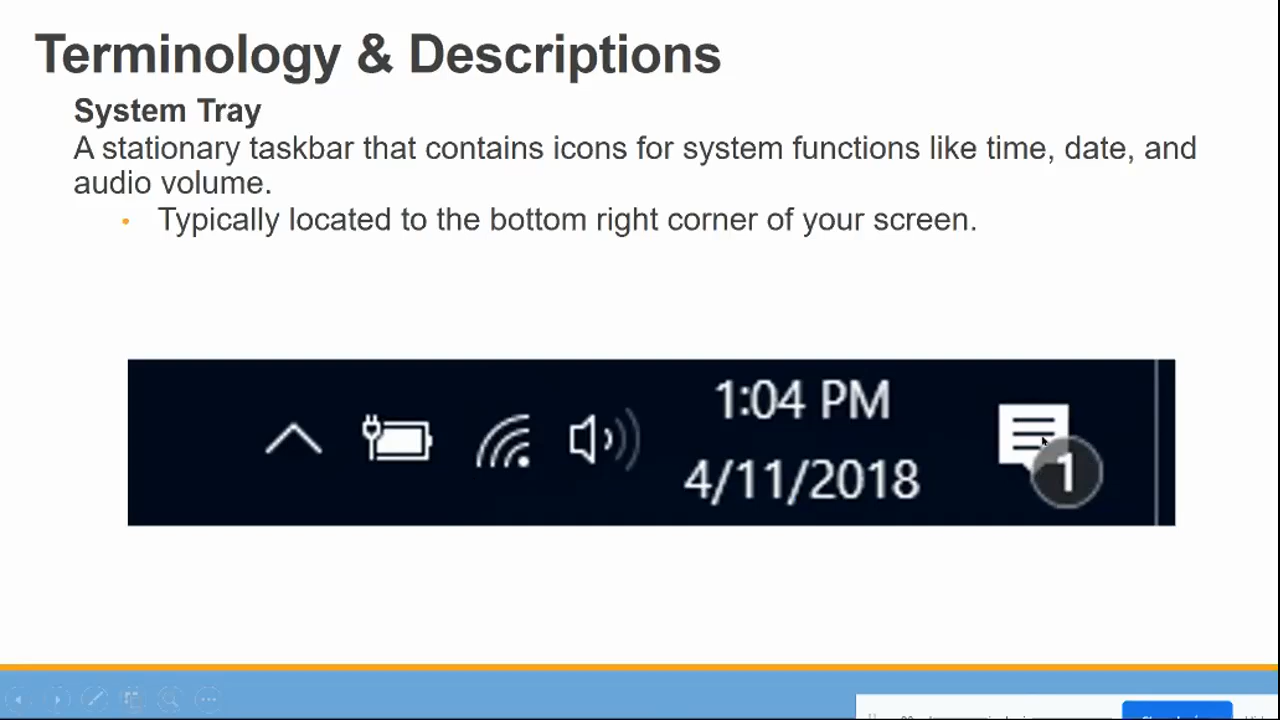 Terminology & Descriptions
System Tray
A stationary taskbar that contains icons for system functions like time, date, and
audio volume.
• Typically located to the bottom right corner of your screen.
1:04 PM
4/11/2018
1